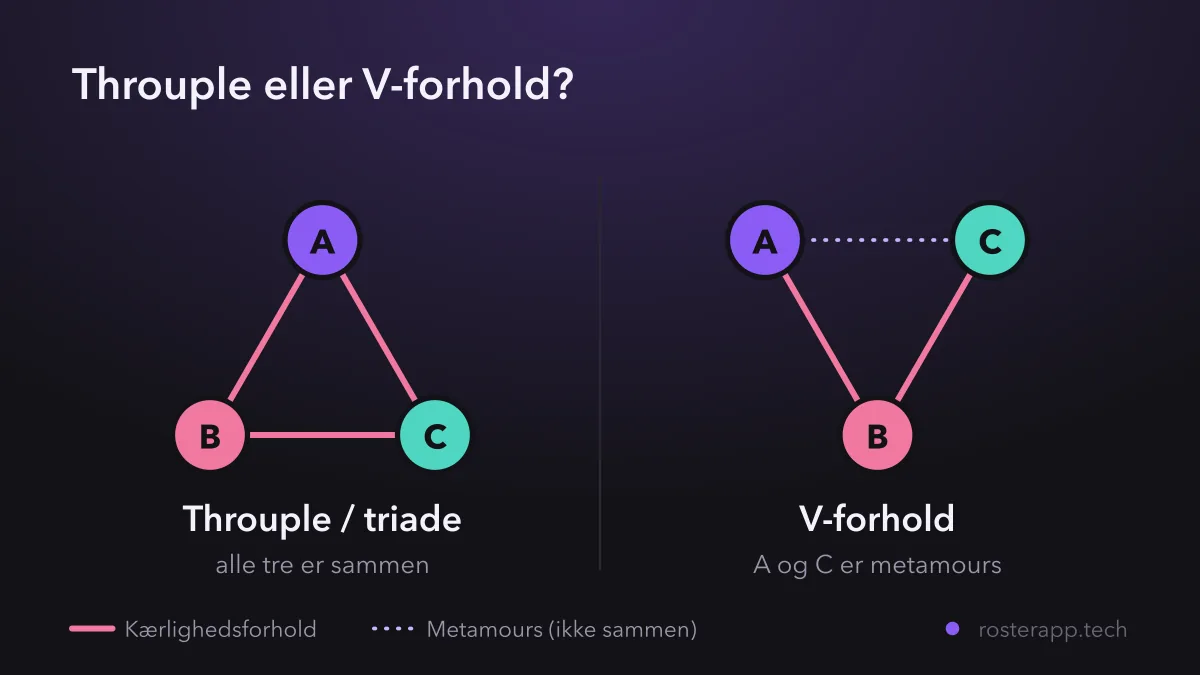 Throuple eller V-forhold?
A
B
C
Throuple / triade
alle tre er sammen
A
C
B
V-forhold
A og C er metamours
Kærlighedsforhold
Metamours (ikke sammen)
rosterapp.tech